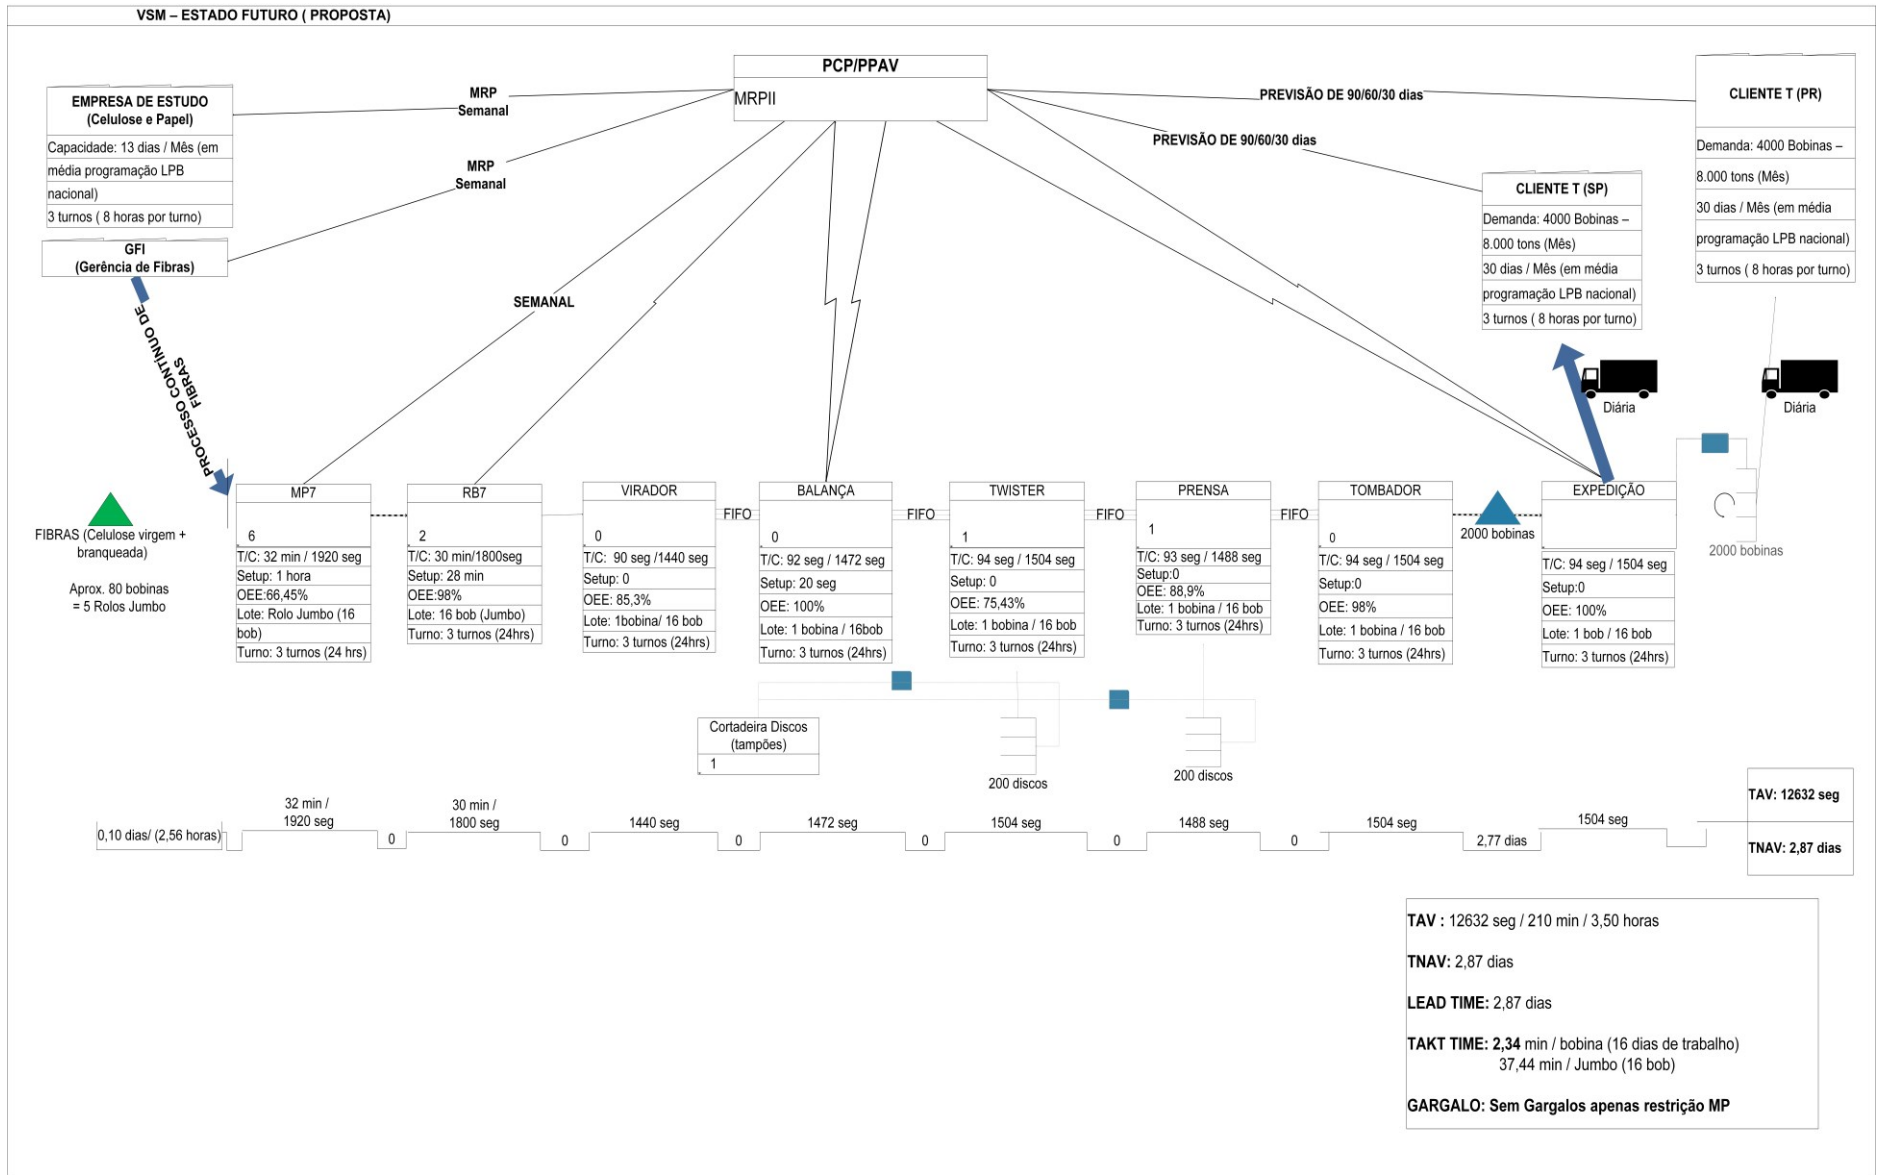 VSM – ESTADO FUTURO ( PROPOSTA)
PCP/PPAV
MRPII
EMPRESA DE ESTUDO
(Celulose e Papel)
Capacidade: 13 dias / Mês (em
média programação LPB
nacional)
3 turnos ( 8 horas por turno)
GFI
(Gerência de Fibras)
MRP
Semanal
MRP
Semanal
PREVISÃO DE 90/60/30 dias
PREVISÃO DE 90/60/30 dias
CLIENTE T (PR)
Demanda: 4000 Bobinas –
8.000 tons (Mês)
30 dias / Mês (em média
programação LPB nacional)
3 turnos ( 8 horas por turno)
CLIENTE T (SP)
Demanda: 4000 Bobinas –
8.000 tons (Mês)
30 dias / Mês (em média
programação LPB nacional)
3 turnos ( 8 horas por turno)
SEMANAL
PROCESSO CONTÍNUO DE
FIBRAS
Diária
Diária
FIBRAS (Celulose virgem +
branqueada)
Aprox. 80 bobinas
= 5 Rolos Jumbo
MP7
6
T/C: 32 min / 1920 seg
Setup: 1 hora
OEE:66,45%
Lote: Rolo Jumbo (16
bob)
Turno: 3 turnos (24 hrs)
RB7
2
T/C: 30 min/1800seg
Setup: 28 min
OEE:98%
Lote: 16 bob (Jumbo)
Turno: 3 turnos (24hrs)
VIRADOR
0
T/C:  90 seg /1440 seg
Setup: 0
OEE: 85,3%
Lote: 1bobina/ 16 bob
Turno: 3 turnos (24hrs)
FIFO
BALANÇA
0
T/C: 92 seg / 1472 seg
Setup: 20 seg
OEE: 100%
Lote: 1 bobina / 16bob
Turno: 3 turnos (24hrs)
FIFO
TWISTER
1
T/C: 94 seg / 1504 seg
Setup: 0
OEE: 75,43%
Lote: 1 bobina / 16 bob
Turno: 3 turnos (24hrs)
FIFO
PRENSA
1
T/C: 93 seg / 1488 seg
Setup:0
OEE: 88,9%
Lote: 1 bobina / 16 bob
Turno: 3 turnos (24hrs)
FIFO
TOMBADOR
0
T/C: 94 seg / 1504 seg
Setup:0
OEE: 98%
Lote: 1 bobina / 16 bob
Turno: 3 turnos (24hrs)
2000 bobinas
EXPEDIÇÃO
T/C: 94 seg / 1504 seg
Setup:0
OEE: 100%
Lote: 1 bob / 16 bob
Turno: 3 turnos (24hrs)
2000 bobinas
Cortadeira Discos
(tampões)
1
200 discos
200 discos
0,10 dias/ (2,56 horas)
32 min /
1920 seg
0
30 min /
1800 seg
0
1440 seg
0
1472 seg
0
1504 seg
0
1488 seg
0
1504 seg
2,77 dias
1504 seg
TAV: 12632 seg
TNAV: 2,87 dias
TAV : 12632 seg / 210 min / 3,50 horas
TNAV: 2,87 dias
LEAD TIME: 2,87 dias
TAKT TIME: 2,34 min / bobina (16 dias de trabalho)
37,44 min / Jumbo (16 bob)
GARGALO: Sem Gargalos apenas restrição MP